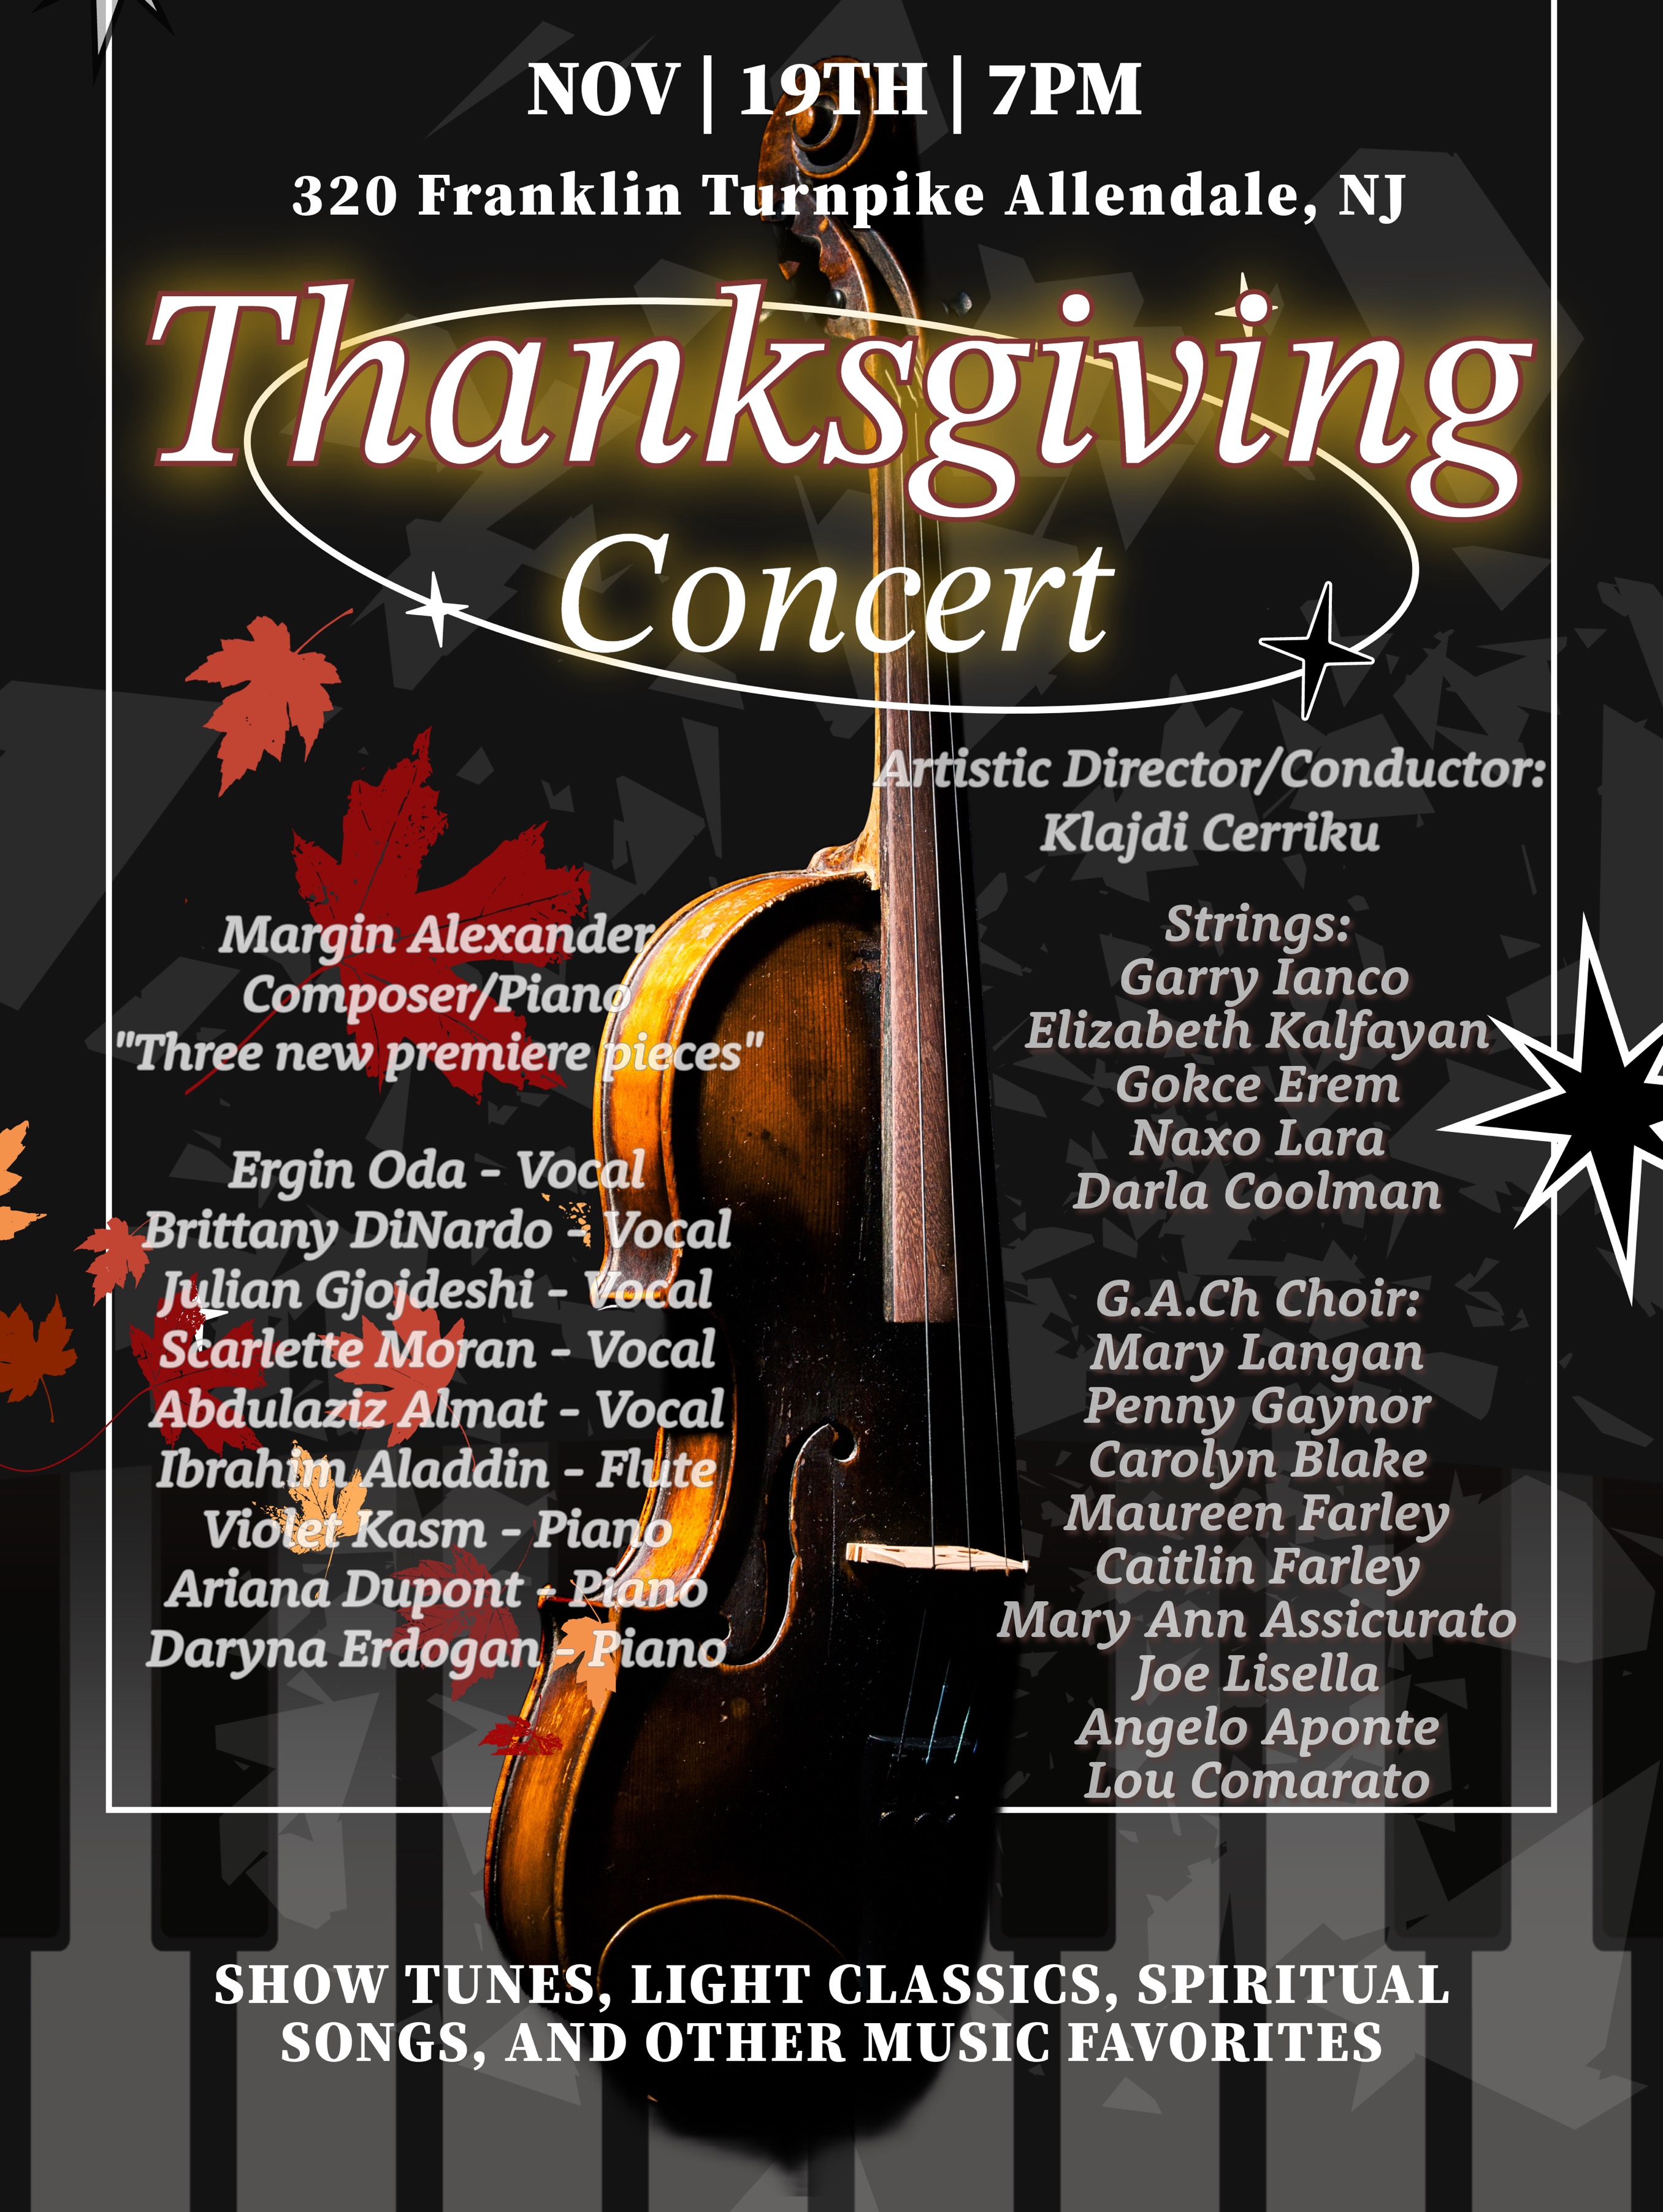 NOV | 19TH | 7PM
320 Franklin Turnpike Allendale, NJ
Thanksgiving
Concert
Margin Alexander
Composer/Piano
"Three new premiere pieces"
Ergin Oda - Vocal
Brittany DiNardo - Vocal
Julian Gjojdeshi - Vocal
Scarlette Moran - Vocal
Abdulaziz Almat - Vocal
Ibrahim Aladdin - Flute
Violet Kasm - Piano
Ariana Dupont - Piano
Daryna Erdogan - Piano
Artistic Director/Conductor:
Klajdi Cerriku
Strings:
Garry Ianco
Elizabeth Kalfayan
Gokce Erem
Naxo Lara
Darla Coolman
G.A.Ch Choir:
Mary Langan
Penny Gaynor
Carolyn Blake
Maureen Farley
Caitlin Farley
Mary Ann Assicurato
Joe Lisella
Angelo Aponte
Lou Comarato
SHOW TUNES, LIGHT CLASSICS, SPIRITUAL
SONGS, AND OTHER MUSIC FAVORITES